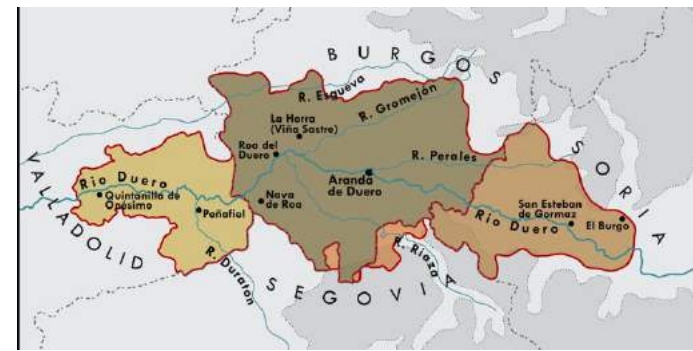 BURGOS
R. Esgueva
R. Gromejón
La Horra
(Viña Sastre)
Roa del
Duero
R. Perales
SORIA
VALLADOLID
Río Duero
Aranda
de Duero
Quintanilla de
Onésimo
Peñafiel
Nava
de Roa
San Esteban
de Gormaz
El Burgo
Río Duero
R. Riaza
R. Duratón
SEGOVIA